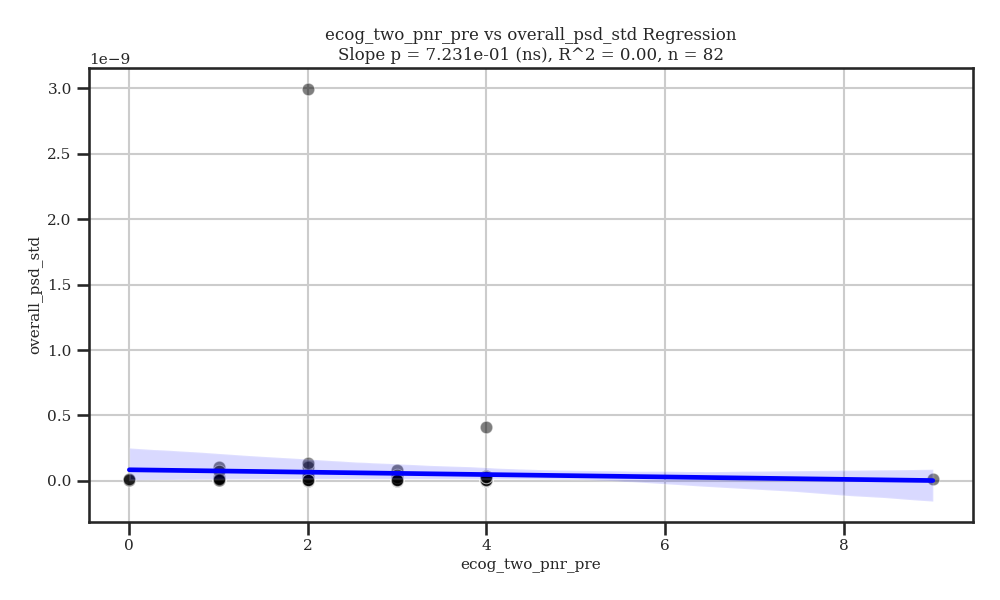 ecog_two_pnr_pre vs overall_psd_std Regression
Slope p = 7.231e-01 (ns), R^2 = 0.00, n = 82
1e−9
3.0
2.5
2.0
1.5
1.0
0.5
0.0
overall_psd_std
0 2 4 6 8
ecog_two_pnr_pre